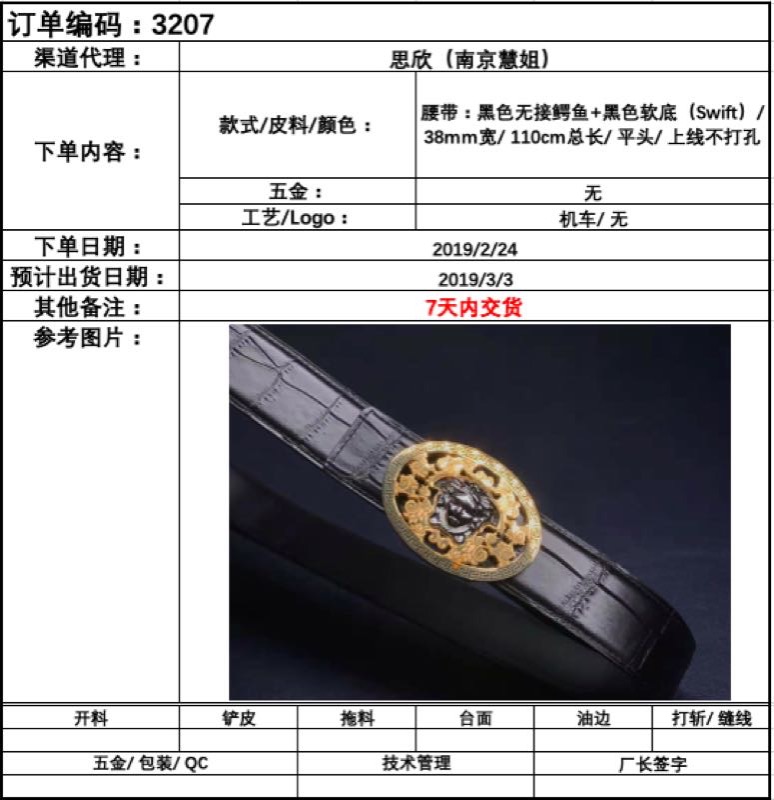 订单编码：3207
渠道代理：
思欣（南京慧姐）
下单内容：
款式/皮料/颜色：
腰带：黑色无接鳄鱼+黑色软底（Swift）/
38mm宽/ 110cm总长/ 平头/ 上线不打孔
五金：
无
工艺/Logo：
机车/ 无
下单日期：
2019/2/24
预计出货日期：
2019/3/3
其他备注：
7天内交货
参考图片：
开料
铲皮
拖料
台面
油边
打斩/ 缝线
五金/ 包装/ QC
技术管理
厂长签字